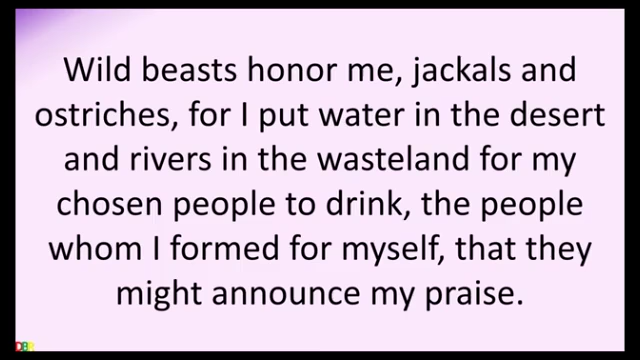 Wild beasts honor me, jackals and
ostriches, for I put water in the desert
and rivers in the wasteland for my
chosen people to drink, the people
whom I formed for myself, that they
might announce my praise.